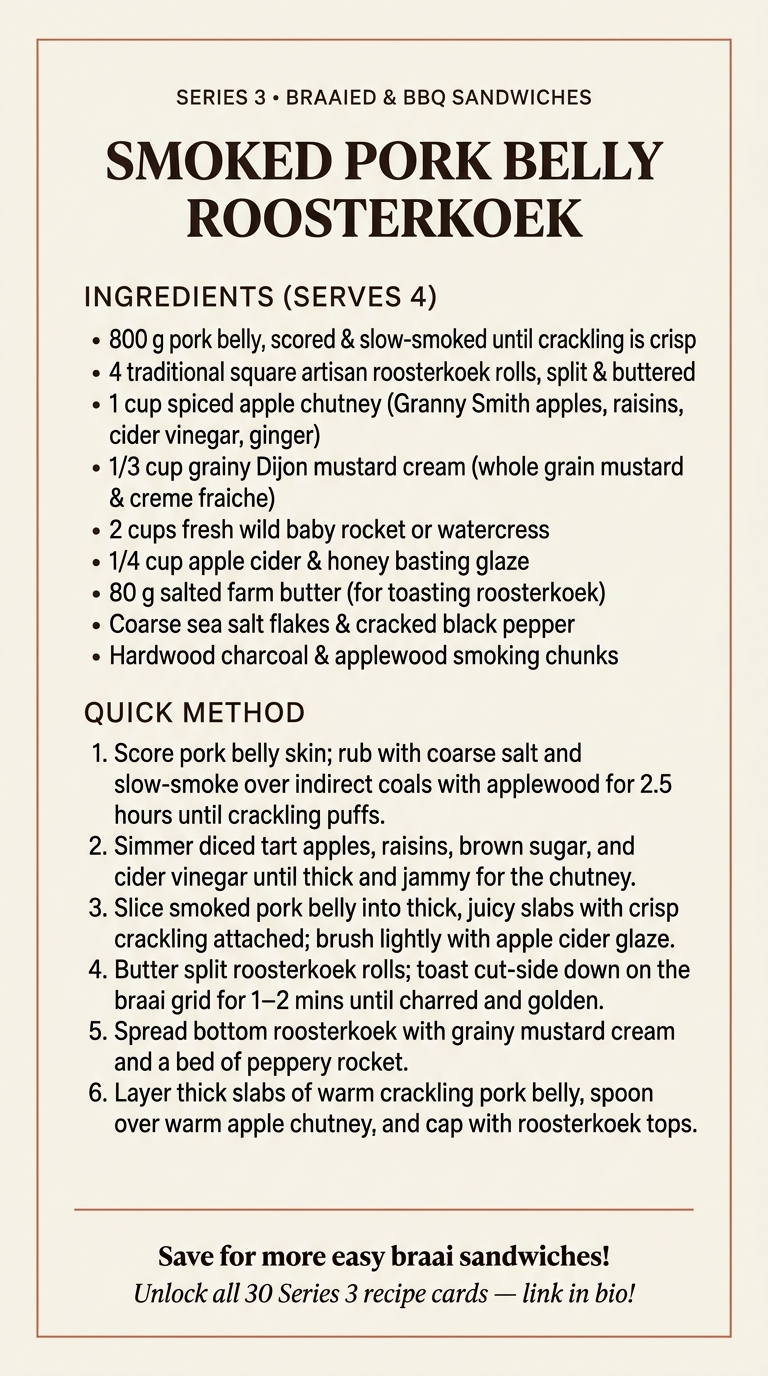 SERIES 3 • BRAAIED & BBQ SANDWICHES
SMOKED PORK BELLY
ROOSTERKOEK
INGREDIENTS (SERVES 4)
• 800 g pork belly, scored & slow-smoked until crackling is crisp
• 4 traditional square artisan roosterkoek rolls, split & buttered
• 1 cup spiced apple chutney (Granny Smith apples, raisins,
cider vinegar, ginger)
• 1/3 cup grainy Dijon mustard cream (whole grain mustard
& creme fraiche)
• 2 cups fresh wild baby rocket or watercress
• 1/4 cup apple cider & honey basting glaze
• 80 g salted farm butter (for toasting roosterkoek)
• Coarse sea salt flakes & cracked black pepper
• Hardwood charcoal & applewood smoking chunks
QUICK METHOD
1. Score pork belly skin; rub with coarse salt and
slow-smoke over indirect coals with applewood for 2.5
hours until crackling puffs.
2. Simmer diced tart apples, raisins, brown sugar, and
cider vinegar until thick and jammy for the chutney.
3. Slice smoked pork belly into thick, juicy slabs with crisp
crackling attached; brush lightly with apple cider glaze.
4. Butter split roosterkoek rolls; toast cut-side down on the
braai grid for 1–2 mins until charred and golden.
5. Spread bottom roosterkoek with grainy mustard cream
and a bed of peppery rocket.
6. Layer thick slabs of warm crackling pork belly, spoon
over warm apple chutney, and cap with roosterkoek tops.
Save for more easy braai sandwiches!
Unlock all 30 Series 3 recipe cards — link in bio!